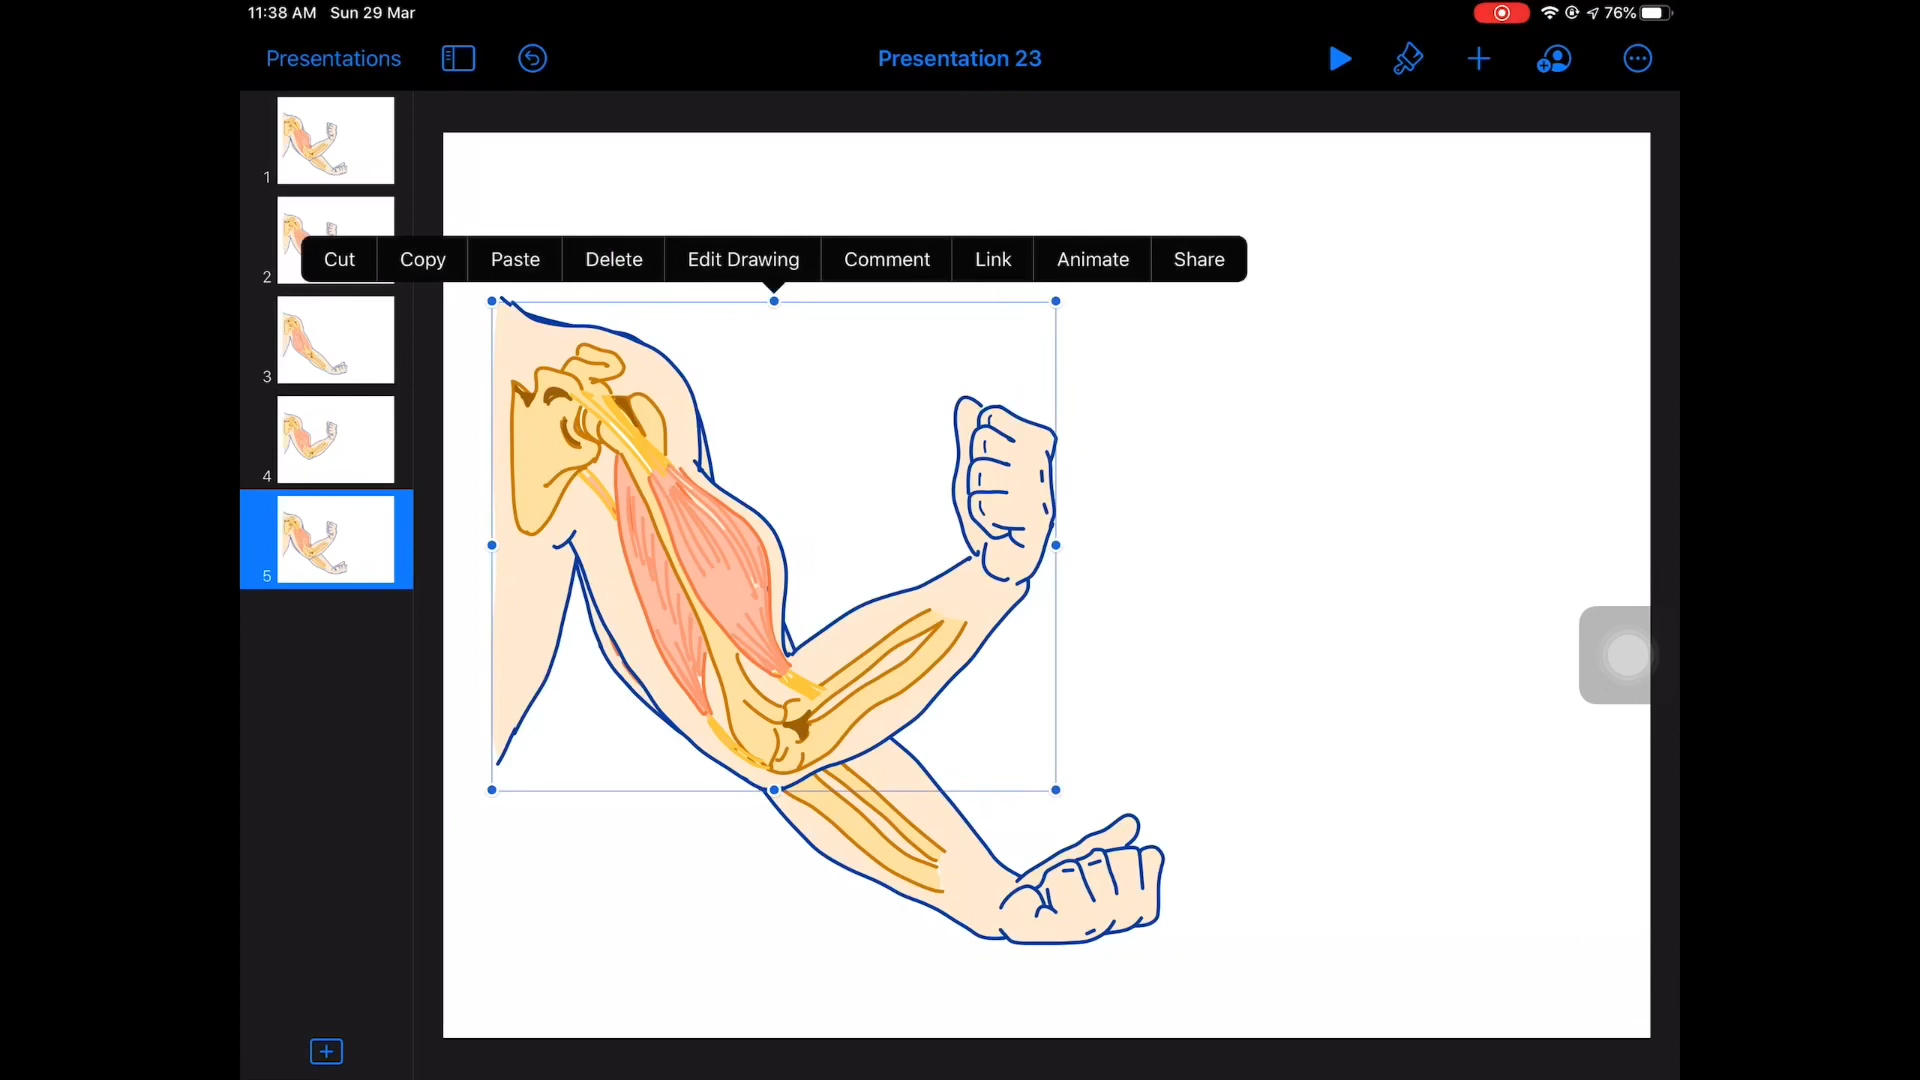 11:38 AM Sun 29 Mar 76%
Presentations Presentation 23
1
2
Cut Copy Paste Delete Edit Drawing Comment Link Animate Share
3
4
5